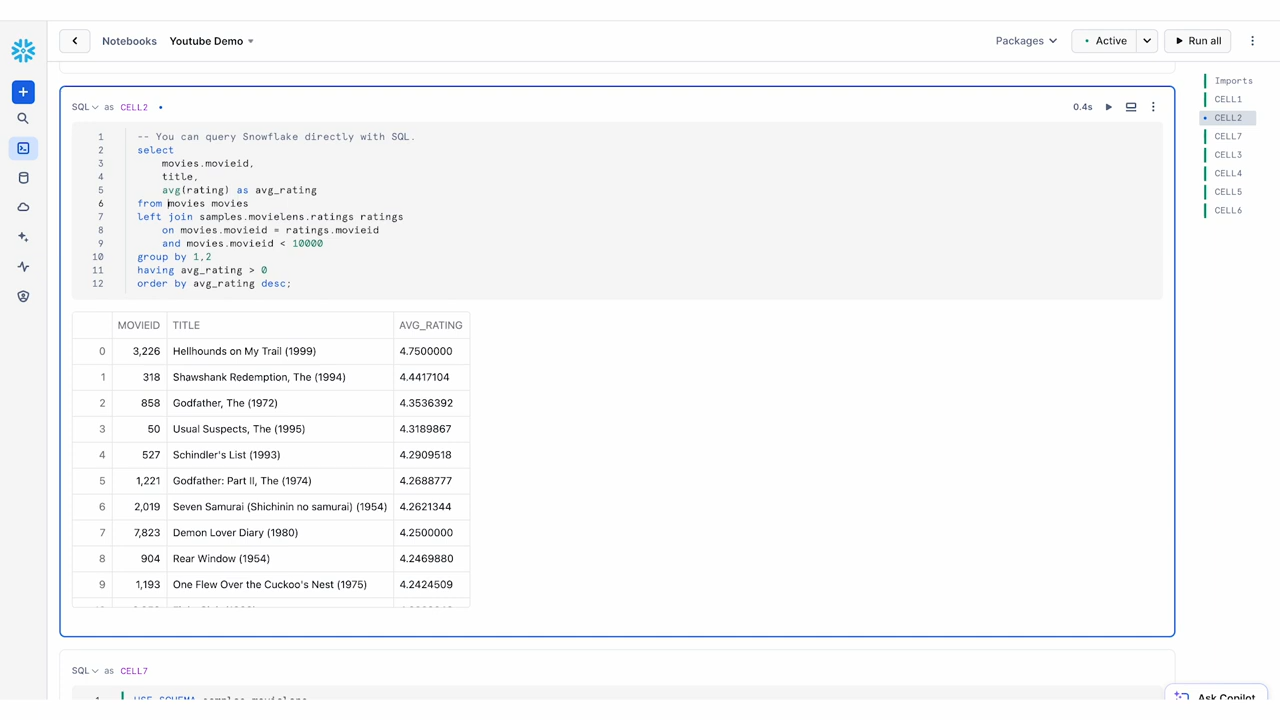 Notebooks Youtube Demo
Packages Active Run all
SQL as CELL2
0.4s
1 -- You can query Snowflake directly with SQL.
2 select
3 movies.movieid,
4 title,
5 avg(rating) as avg_rating
6 from movies movies
7 left join samples.movielens.ratings ratings
8 on movies.movieid = ratings.movieid
9 and movies.movieid < 10000
10 group by 1,2
11 having avg_rating > 0
12 order by avg_rating desc;
MOVIEID TITLE AVG_RATING
0 3,226 Hellhounds on My Trail (1999) 4.7500000
1 318 Shawshank Redemption, The (1994) 4.4417104
2 858 Godfather, The (1972) 4.3536392
3 50 Usual Suspects, The (1995) 4.3189867
4 527 Schindler's List (1993) 4.2909518
5 1,221 Godfather: Part II, The (1974) 4.2688777
6 2,019 Seven Samurai (Shichinin no samurai) (1954) 4.2621344
7 7,823 Demon Lover Diary (1980) 4.2500000
8 904 Rear Window (1954) 4.2469880
9 1,193 One Flew Over the Cuckoo's Nest (1975) 4.2424509
SQL as CELL7
1 USE SCHEMA samples.movielens
Imports
CELL1
CELL2
CELL7
CELL3
CELL4
CELL5
CELL6
Ask Copilot